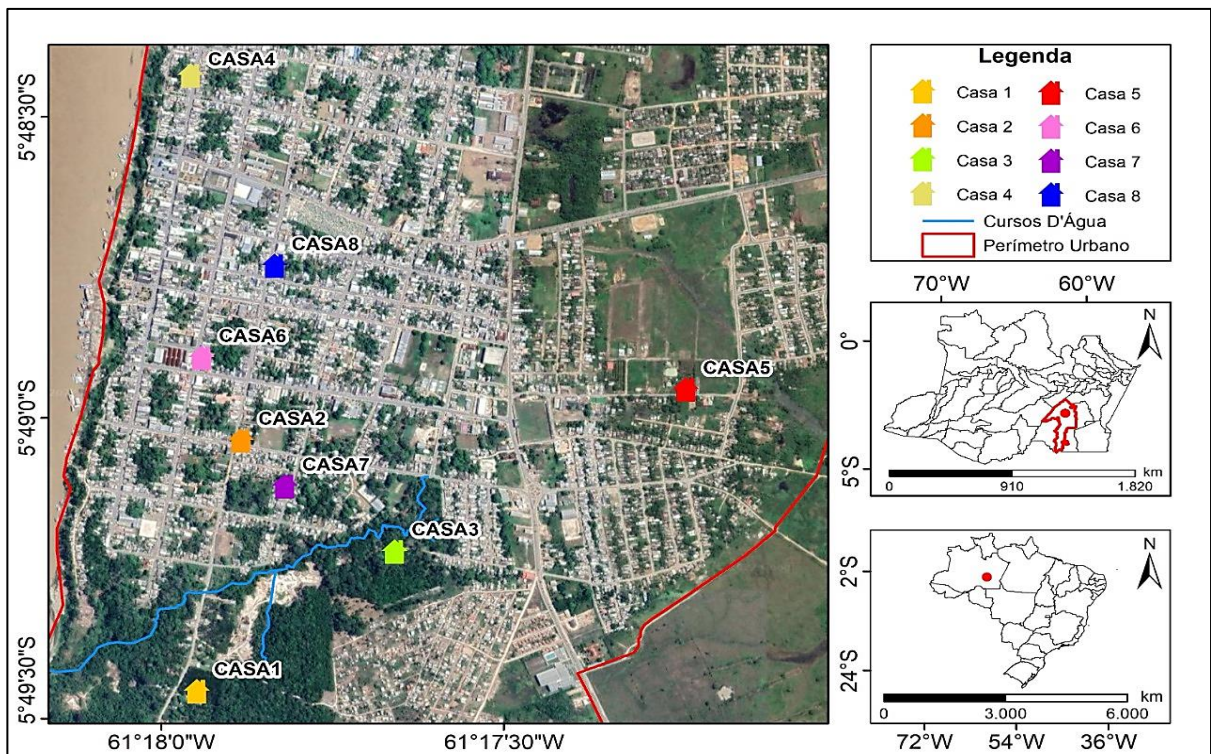 CASA4
CASA8
CASA6
CASA5
CASA2
CASA7
CASA3
CASA1
5°48'30"S
5°49'0"S
5°49'30"S
61°18'0"W
61°17'30"W
Legenda
Casa 1
Casa 5
Casa 2
Casa 6
Casa 3
Casa 7
Casa 4
Casa 8
Cursos D'Água
Perímetro Urbano
70°W
60°W
0°
N
5°S
km
0
910
1.820
N
2°S
24°S
km
0
3.000
6.000
72°W
54°W
36°W